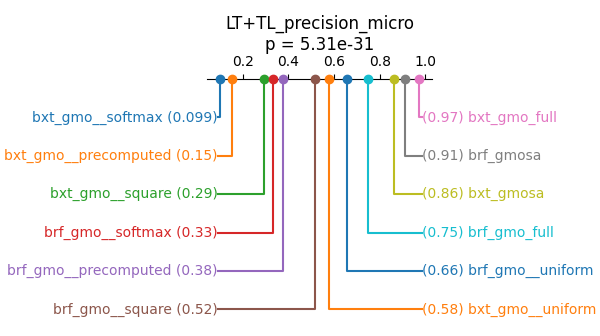 LT+TL_precision_micro
p = 5.31e-31
0.2 0.4 0.6 0.8 1.0
bxt_gmo__softmax (0.099) (0.97) bxt_gmo_full
bxt_gmo__precomputed (0.15) (0.91) brf_gmosa
bxt_gmo__square (0.29) (0.86) bxt_gmosa
brf_gmo__softmax (0.33) (0.75) brf_gmo_full
brf_gmo__precomputed (0.38) (0.66) brf_gmo__uniform
brf_gmo__square (0.52) (0.58) bxt_gmo__uniform